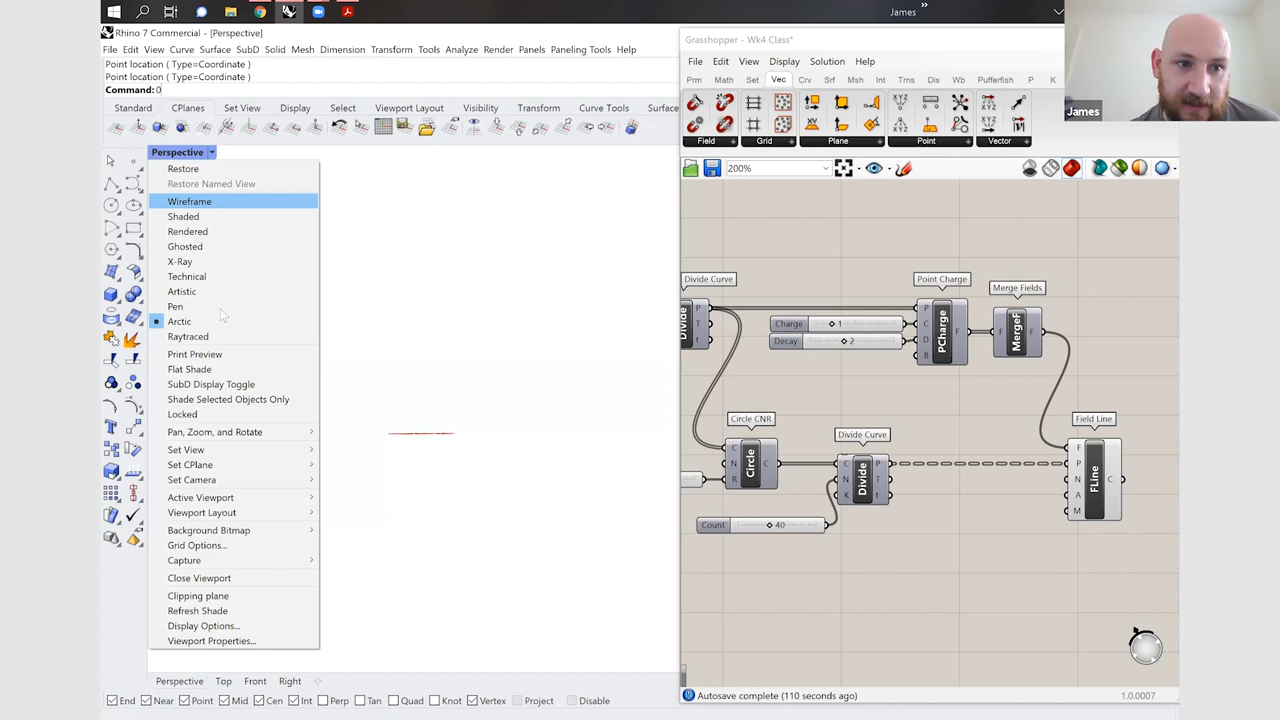 James
Rhino 7 Commercial - [Perspective]
File Edit View Curve Surface SubD Solid Mesh Dimension Transform Tools Analyze Render Panels Paneling Tools Help
Point location ( Type=Coordinate )
Point location ( Type=Coordinate )
Command: 0
Standard CPlanes Set View Display Select Viewport Layout Visibility Transform Curve Tools Surface
Perspective
Restore
Restore Named View
Wireframe
Shaded
Rendered
Ghosted
X-Ray
Technical
Artistic
Pen
Arctic
Raytraced
Print Preview
Flat Shade
SubD Display Toggle
Shade Selected Objects Only
Locked
Pan, Zoom, and Rotate
Set View
Set CPlane
Set Camera
Active Viewport
Viewport Layout
Background Bitmap
Grid Options...
Capture
Close Viewport
Clipping plane
Refresh Shade
Display Options...
Viewport Properties...
Perspective Top Front Right
End Near Point Mid Cen Int Perp Tan Quad Knot Vertex Project Disable
Grasshopper - Wk4 Class*
File Edit View Display Solution Help
Prm Math Set Vec Crv Srf Msh Int Trns Dis Wb Pufferfish P K
Field Grid Plane Point Vector
200%
Divide Curve
Divide
P
T
t
Charge 1
Decay 2
Point Charge
P
C
D
B
PCharge
F
Merge Fields
F
MergeF
F
Circle CNR
C
N
R
Circle
C
Divide Curve
C
N
K
Divide
P
T
t
Count 40
Field Line
F
P
N
A
M
FLine
C
Autosave complete (110 seconds ago)
1.0.0007
James